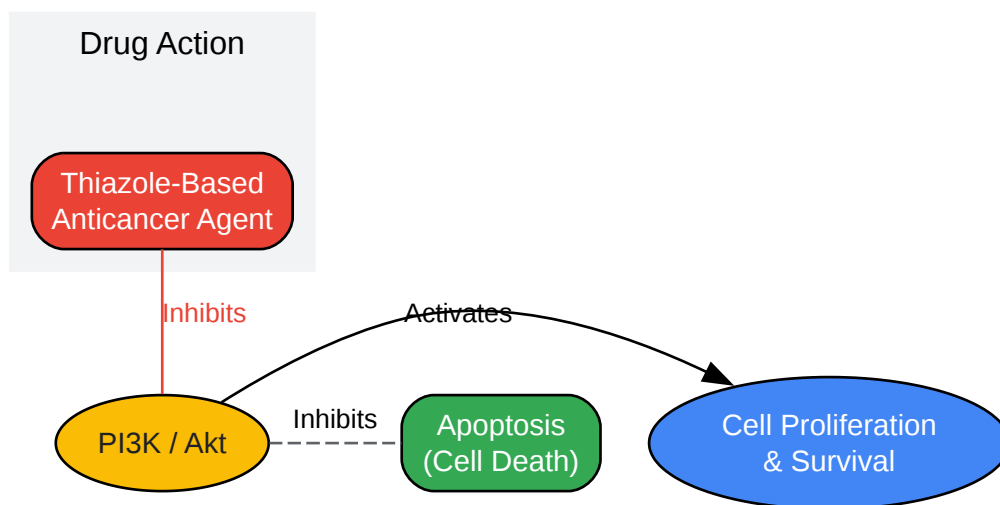 Drug Action
Thiazole-Based
Anticancer Agent
Inhibits
Activates
Inhibits
PI3K / Akt
Apoptosis
(Cell Death)
Cell Proliferation
& Survival